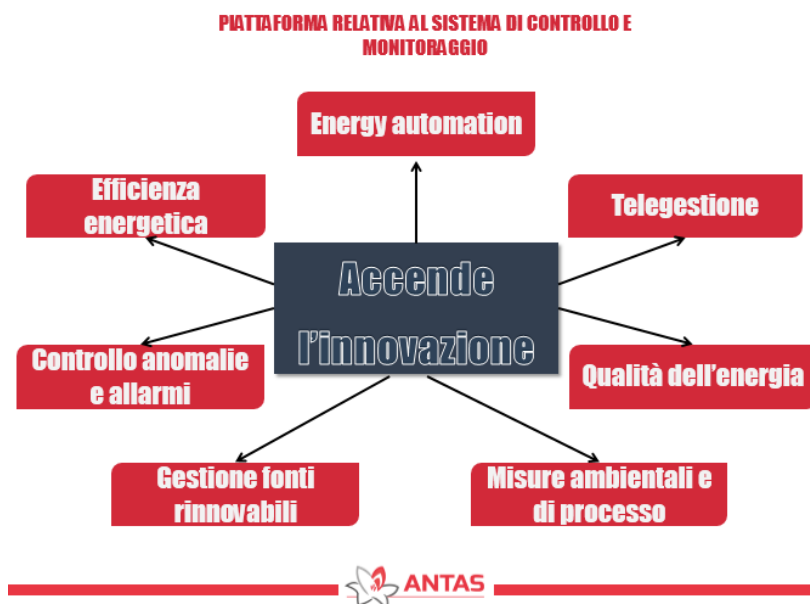 PIATTAFORMA RELATIVA AL SISTEMA DI CONTROLLO E
MONITORAGGIO
Energy automation
Efficienza
energetica
Telegestione
Accende
l'innovazione
Controllo anomalie
e allarmi
Qualità dell'energia
Gestione fonti
rinnovabili
Misure ambientali e
di processo
ANTAS